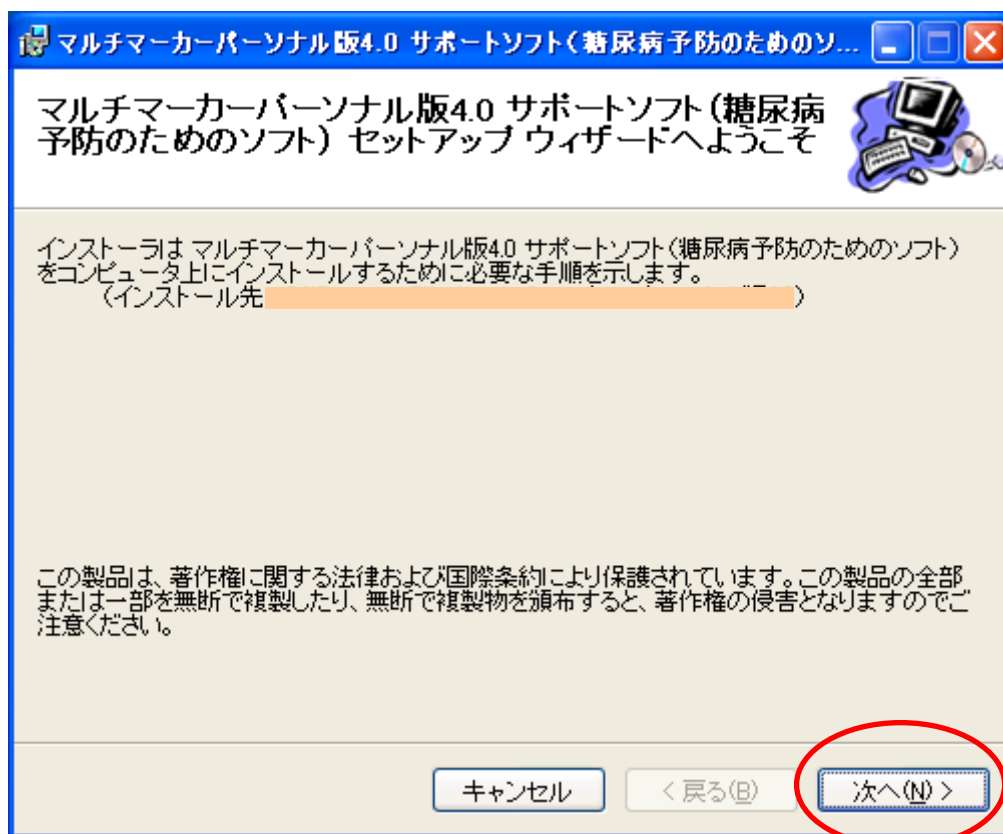 マルチマーカーパーソナル版4.0 サポートソフト(糖尿病予防のためのソ...
マルチマーカーパーソナル版4.0 サポートソフト(糖尿病
予防のためのソフト) セットアップ ウィザードへようこそ
インストーラは マルチマーカーパーソナル版4.0 サポートソフト(糖尿病予防のためのソフト)
をコンピュータ上にインストールするために必要な手順を示します。
(インストール先 )
この製品は、著作権に関する法律および国際条約により保護されています。この製品の全部
または一部を無断で複製したり、無断で複製物を頒布すると、著作権の侵害となりますのでご
注意ください。
キャンセル
< 戻る(B)
次へ(N) >